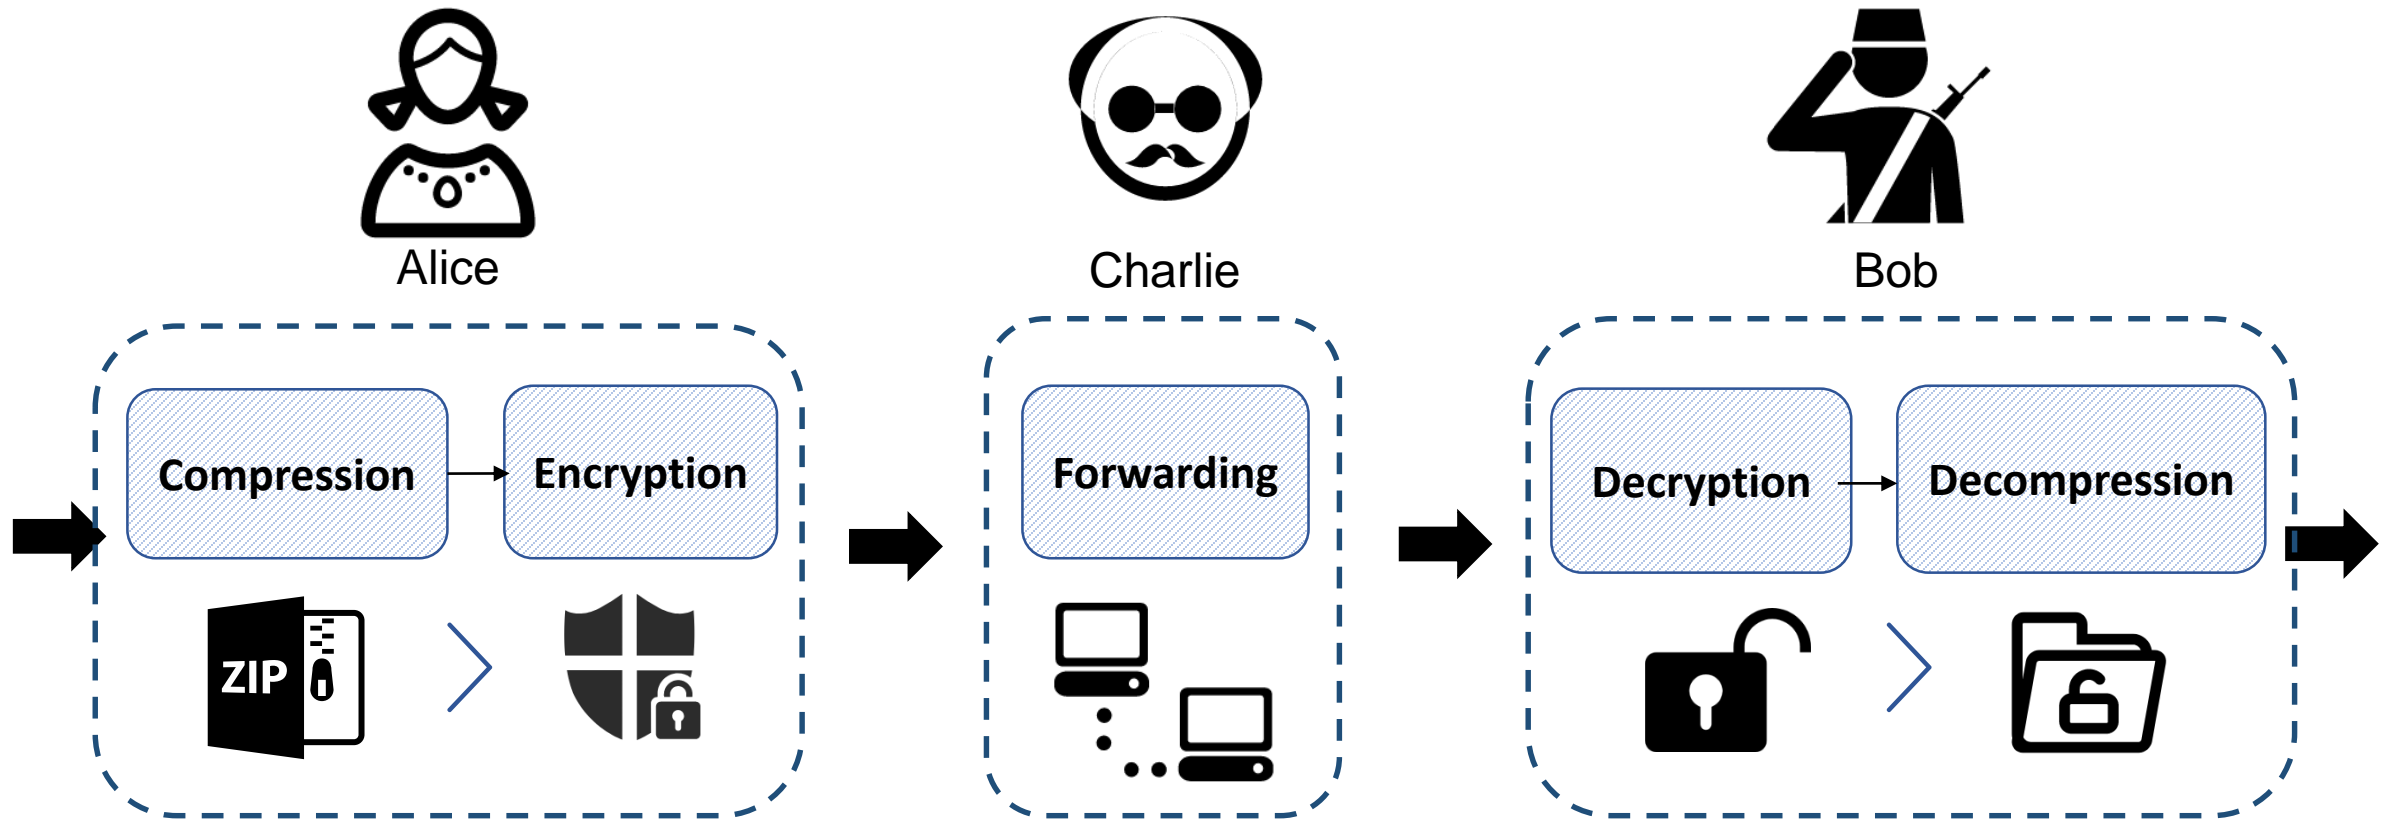 Alice
Charlie
Bob
Compression
Encryption
Forwarding
Decryption
Decompression
ZIP